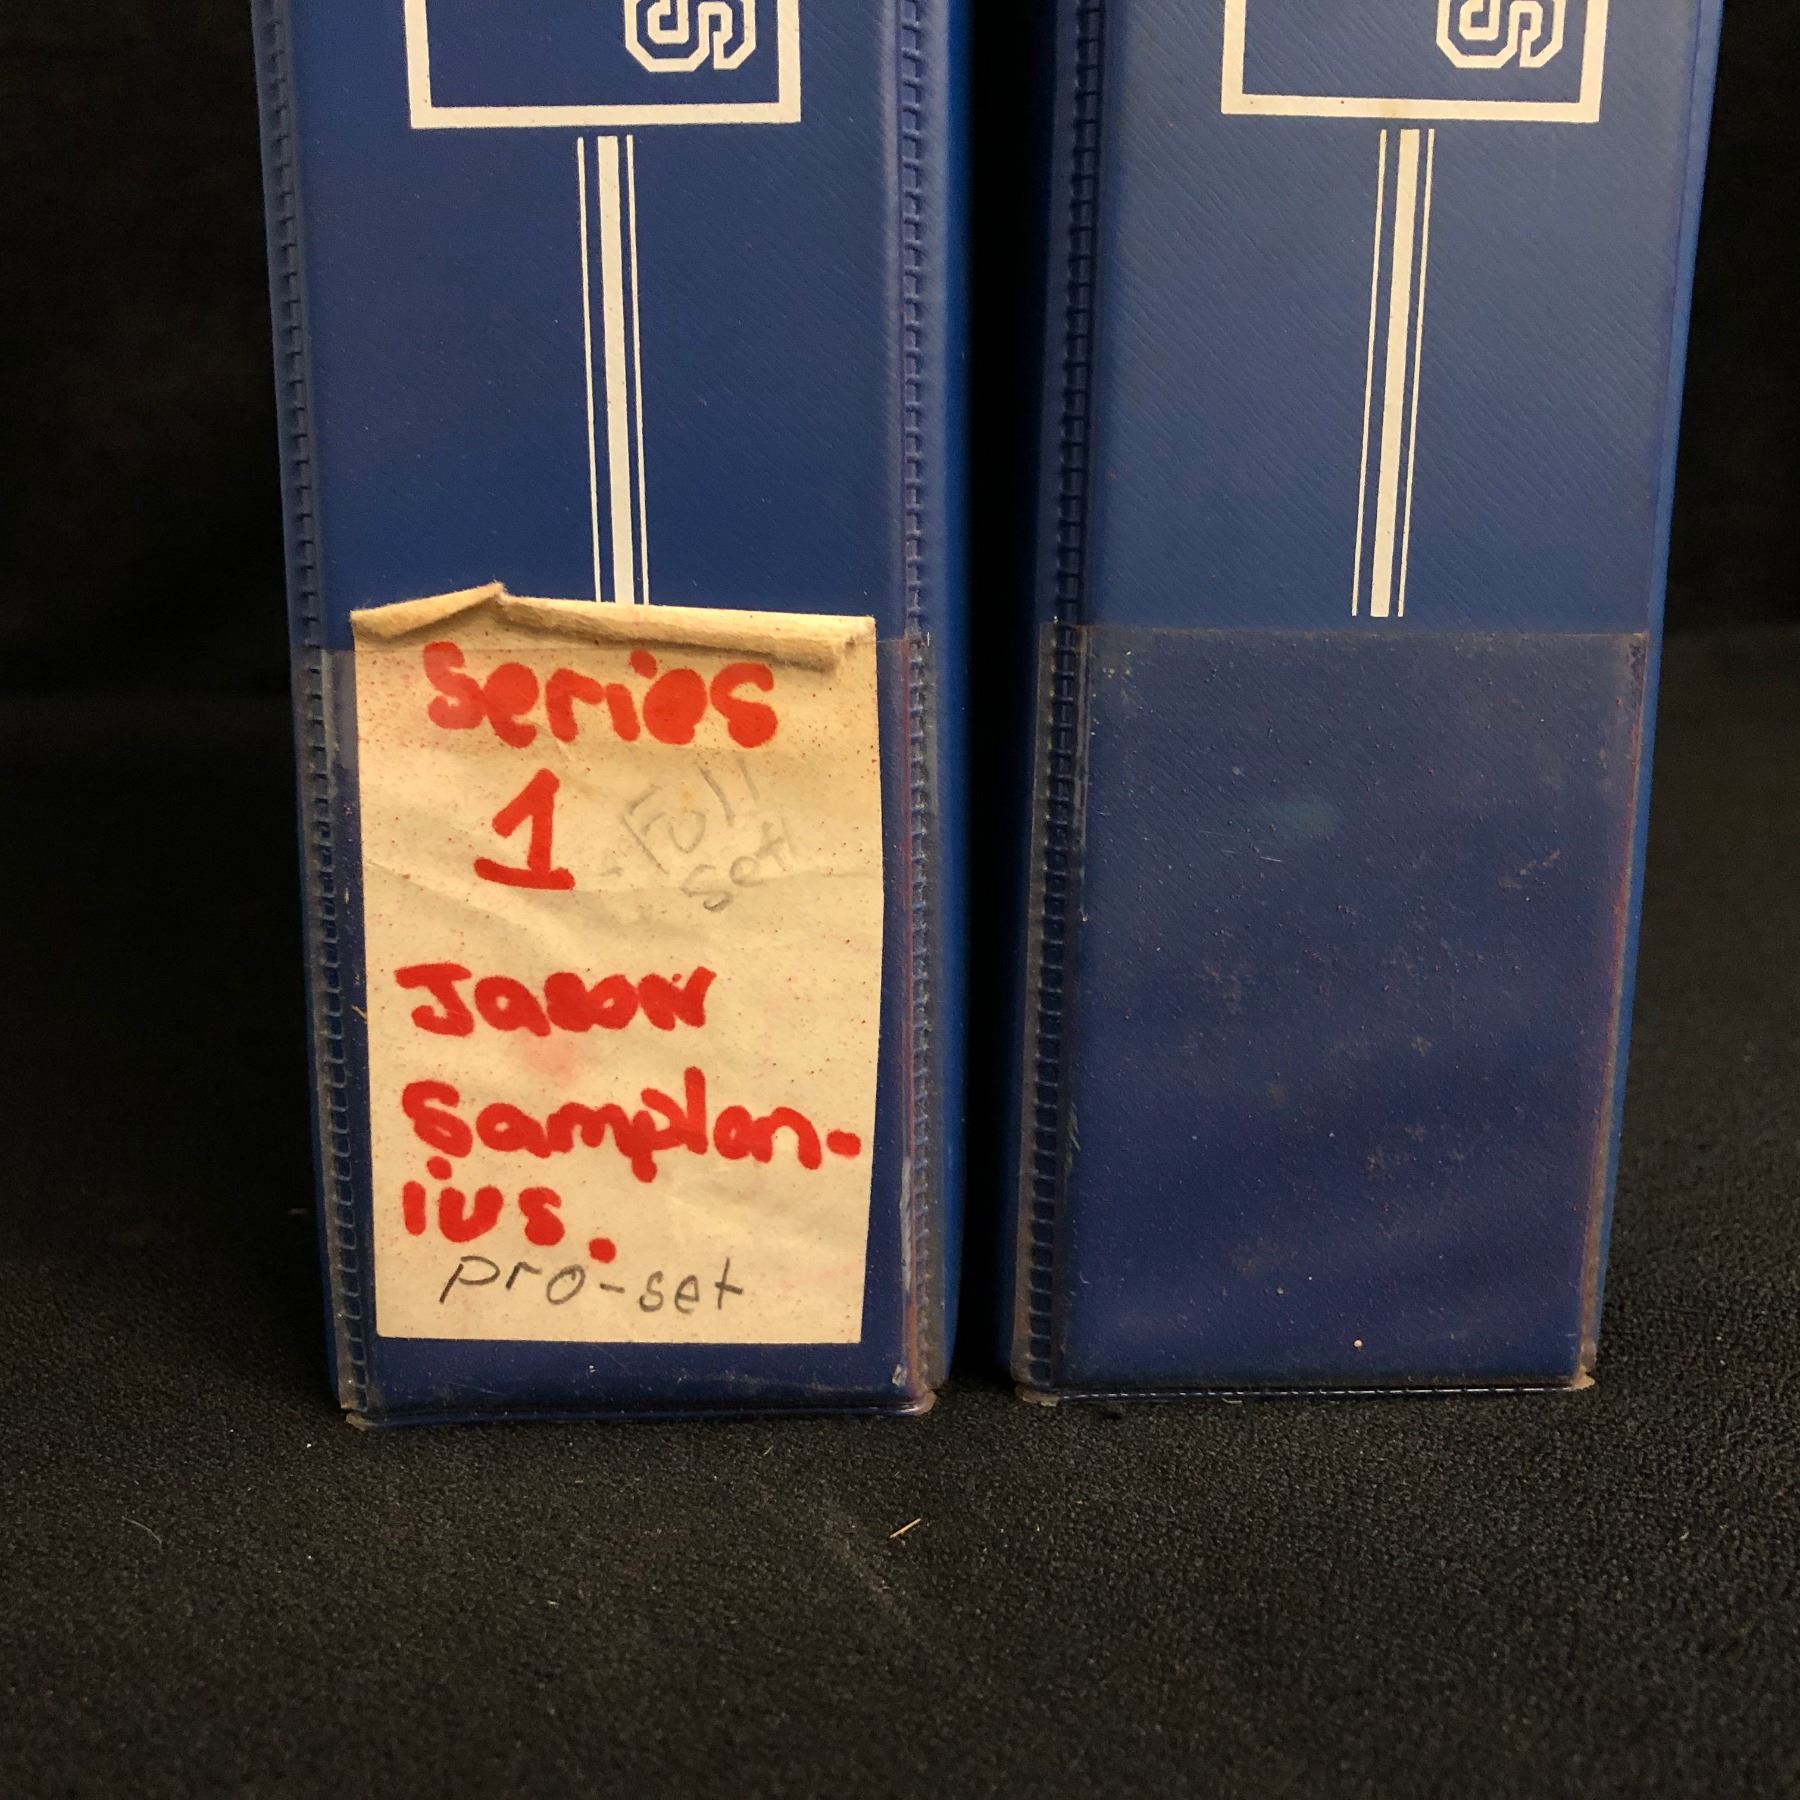 S
S
Series
1
Full
set
Jason
Samplon-
ius.
pro-set